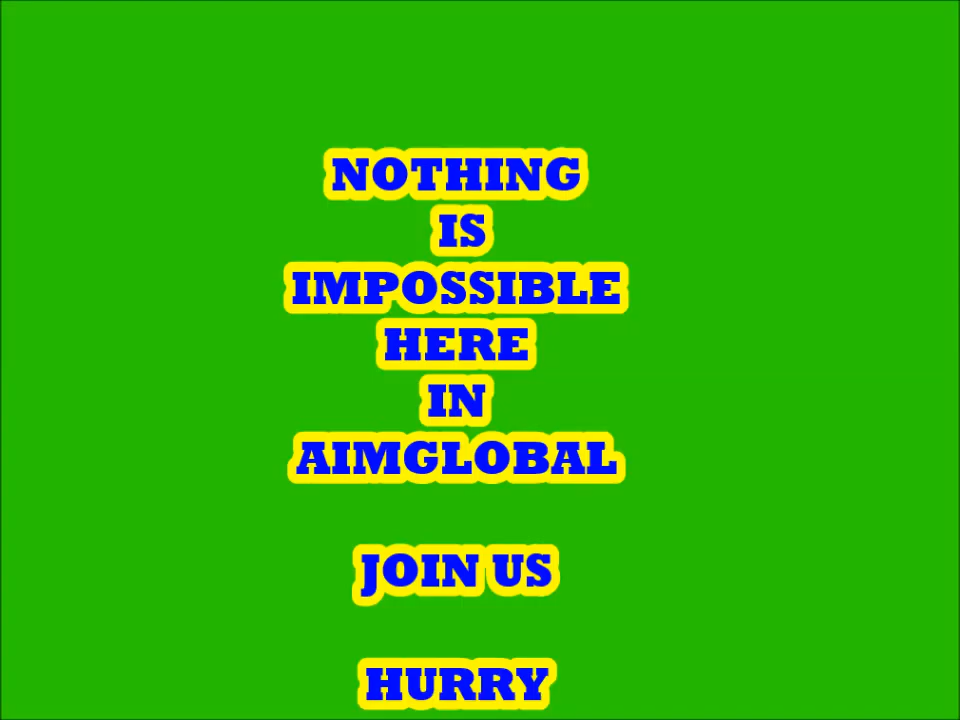 NOTHING
IS
IMPOSSIBLE
HERE
IN
AIMGLOBAL
JOIN US
HURRY